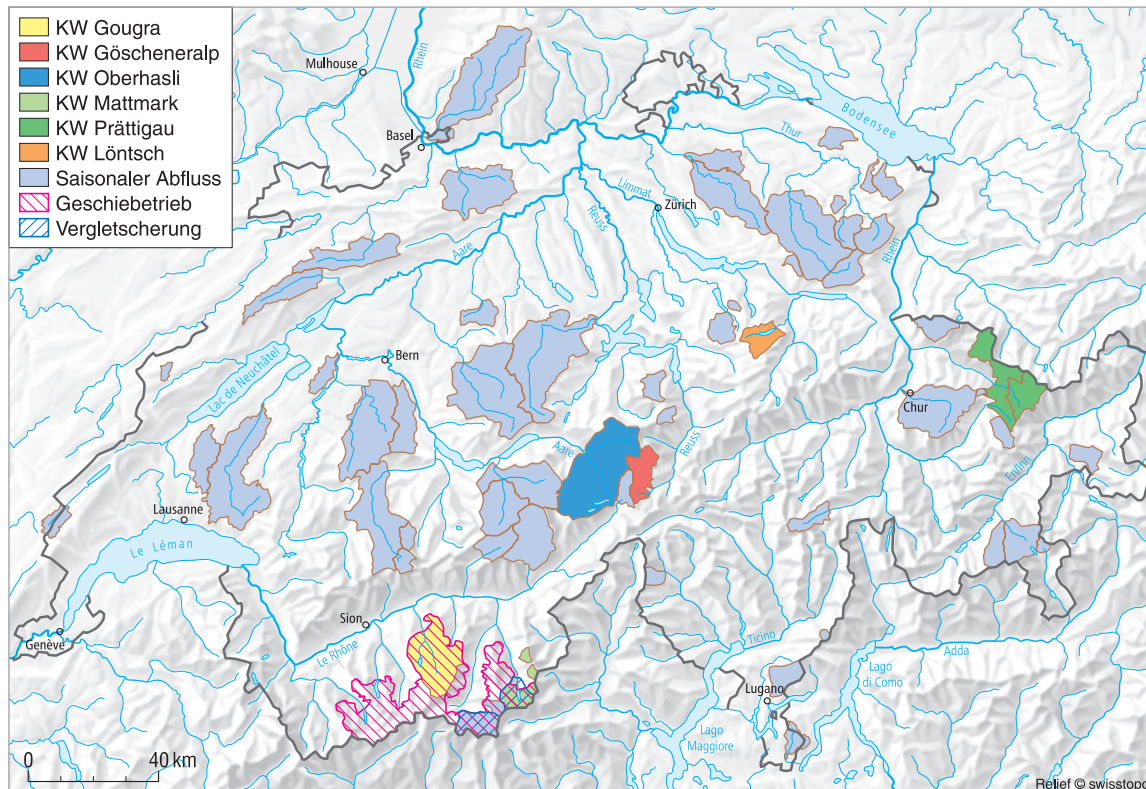 KW Gougra
KW Göscheneralp
KW Oberhasli
KW Mattmark
KW Prättigau
KW Löntsch
Saisonaler Abfluss
Geschiebetrieb
Vergletscherung
Mulhouse
Rhein
Basel
Bodensee
Thur
Limmat
Zürich
Reuss
Aare
Rhein
Bern
Lac de Neuchâtel
Chur
Aare
Reuss
En/Inn
Lausanne
Le Léman
Sion
Genève
Le Rhône
Ticino
Adda
Lago
di Como
Lugano
Lago
Maggiore
0 40 km
Relief © swisstopo